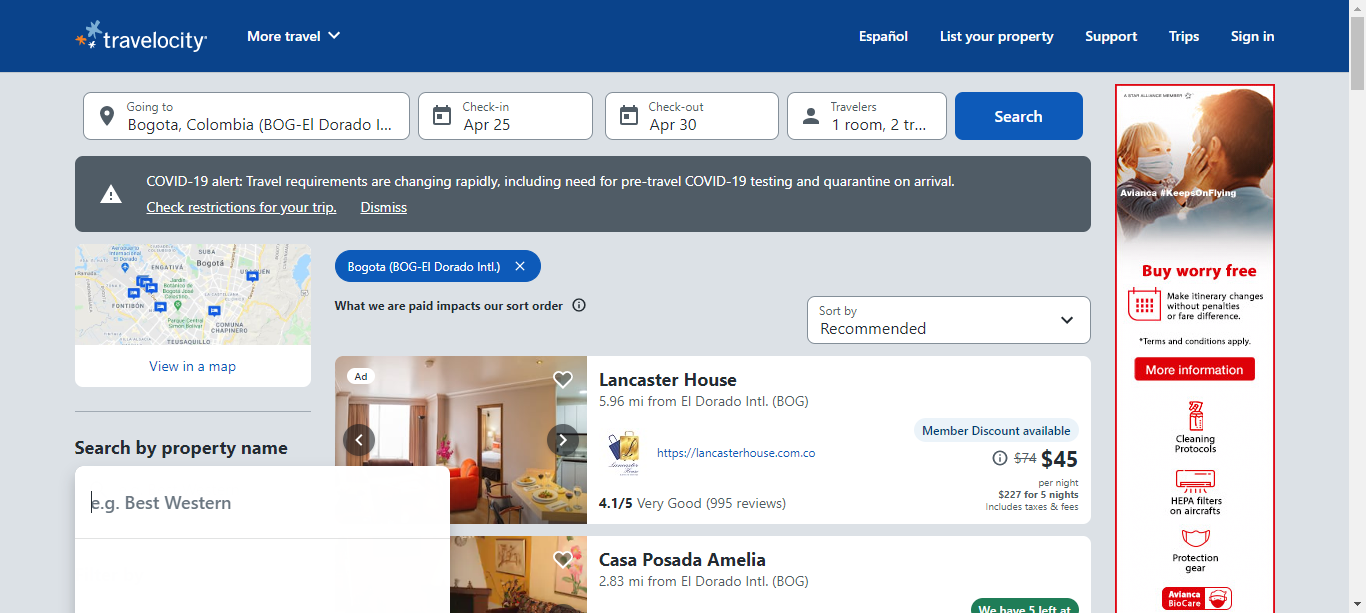 travelocity
More travel
Español
List your property
Support
Trips
Sign in
Going to
Bogota, Colombia (BOG-El Dorado I...
Check-in
Apr 25
Check-out
Apr 30
Travelers
1 room, 2 tr...
Search
COVID-19 alert: Travel requirements are changing rapidly, including need for pre-travel COVID-19 testing and quarantine on arrival.
Check restrictions for your trip.
Dismiss
SUBA
Bogotá
ENGATIVÁ
FONTIBÓN
COMUNA
CHAPINERO
TEUSAQUILLO
View in a map
Search by property name
e.g. Best Western
Bogota (BOG-El Dorado Intl.)
What we are paid impacts our sort order
Sort by
Recommended
Ad
Lancaster House
5.96 mi from El Dorado Intl. (BOG)
Lancaster
House
https://lancasterhouse.com.co
4.1/5 Very Good (995 reviews)
Member Discount available
$74 $45
per night
$227 for 5 nights
Includes taxes & fees
Casa Posada Amelia
2.83 mi from El Dorado Intl. (BOG)
We have 5 left at
A STAR ALLIANCE MEMBER
Avianca #KeepsOnFlying
Buy worry free
Make itinerary changes
without penalties
or fare difference.
*Terms and conditions apply.
More information
Cleaning
Protocols
HEPA filters
on aircrafts
Protection
gear
Avianca
BioCare